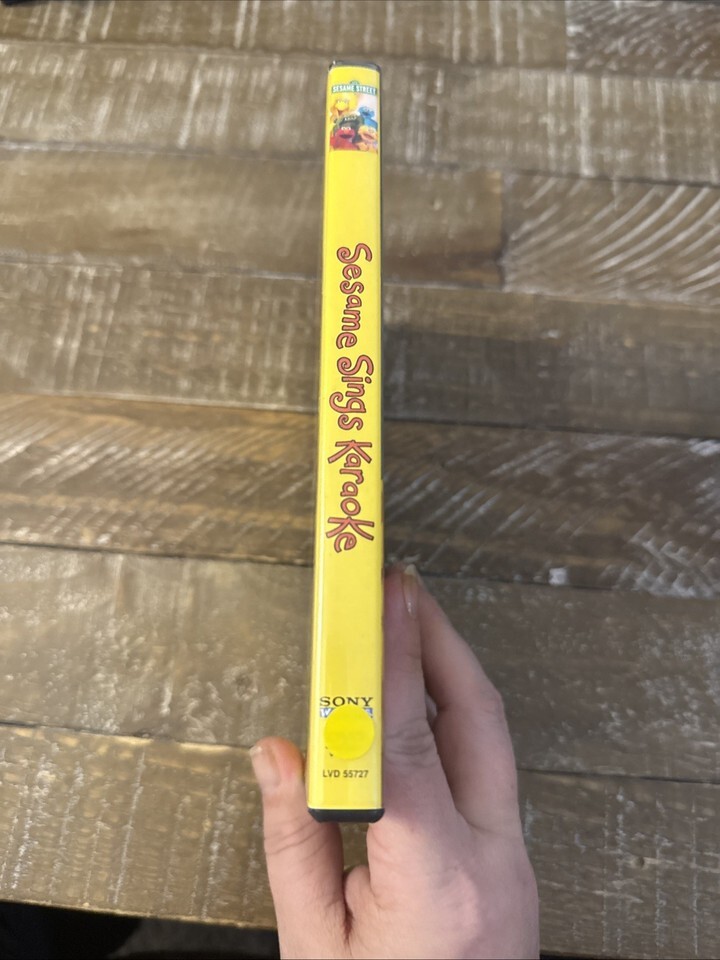 SESAME STREET
Sesame Sings Karaoke
SONY
LVD 55727